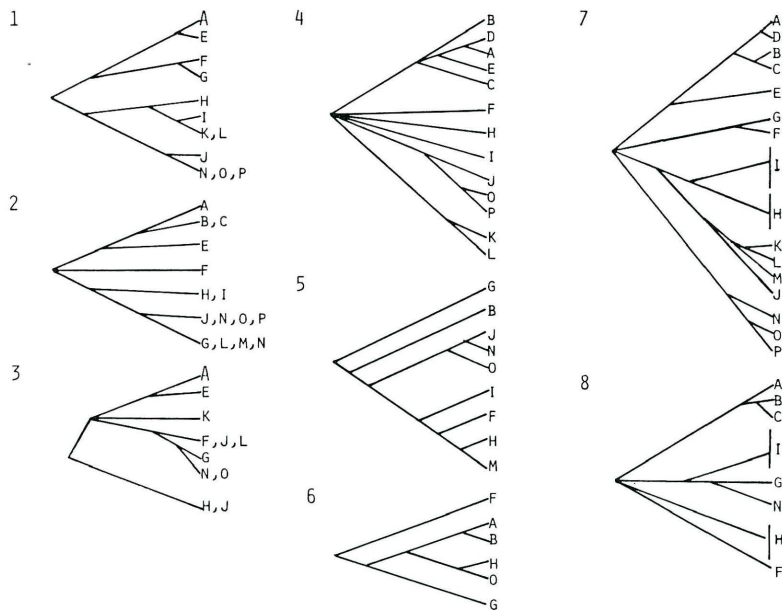 1
A
E
F
G
H
I
K,L
J
N,O,P
2
A
B,C
E
F
H,I
J,N,O,P
G,L,M,N
3
A
E
K
F,J,L
G
N,O
H,J
4
B
D
A
E
C
F
H
I
J
O
P
K
L
5
G
B
J
N
O
I
F
H
M
6
F
A
B
H
O
G
7
A
D
B
C
E
G
F
I
H
K
L
M
J
N
O
P
8
A
B
C
I
G
N
H
F